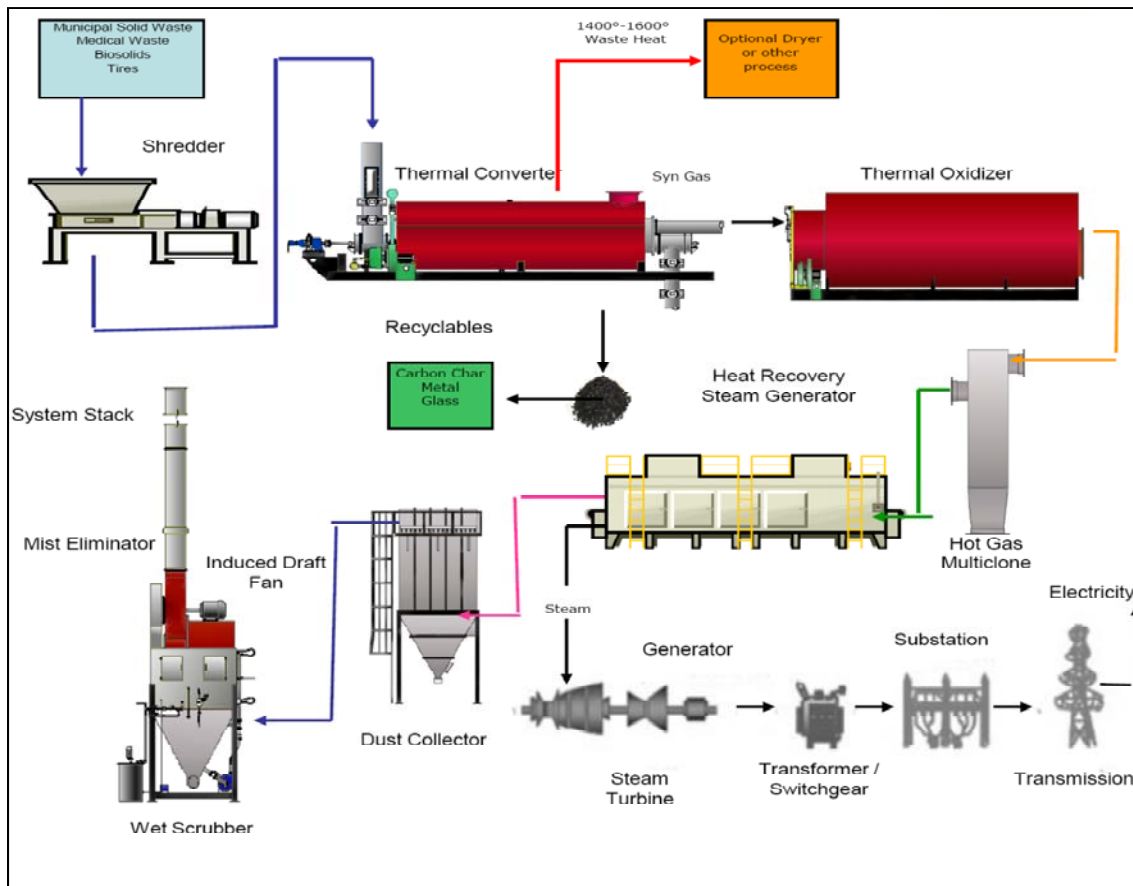 Municipal Solid Waste
Medical Waste
Biosolids
Tires
1400°-1600°
Waste Heat
Optional Dryer
or other
process
Shredder
Thermal Converter
Syn Gas
Thermal Oxidizer
Recyclables
Carbon Char
Metal
Glass
Heat Recovery
Steam Generator
System Stack
Mist Eliminator
Induced Draft
Fan
Hot Gas
Multiclone
Steam
Electricity
Generator
Substation
Dust Collector
Steam
Turbine
Transformer /
Switchgear
Transmission
Wet Scrubber